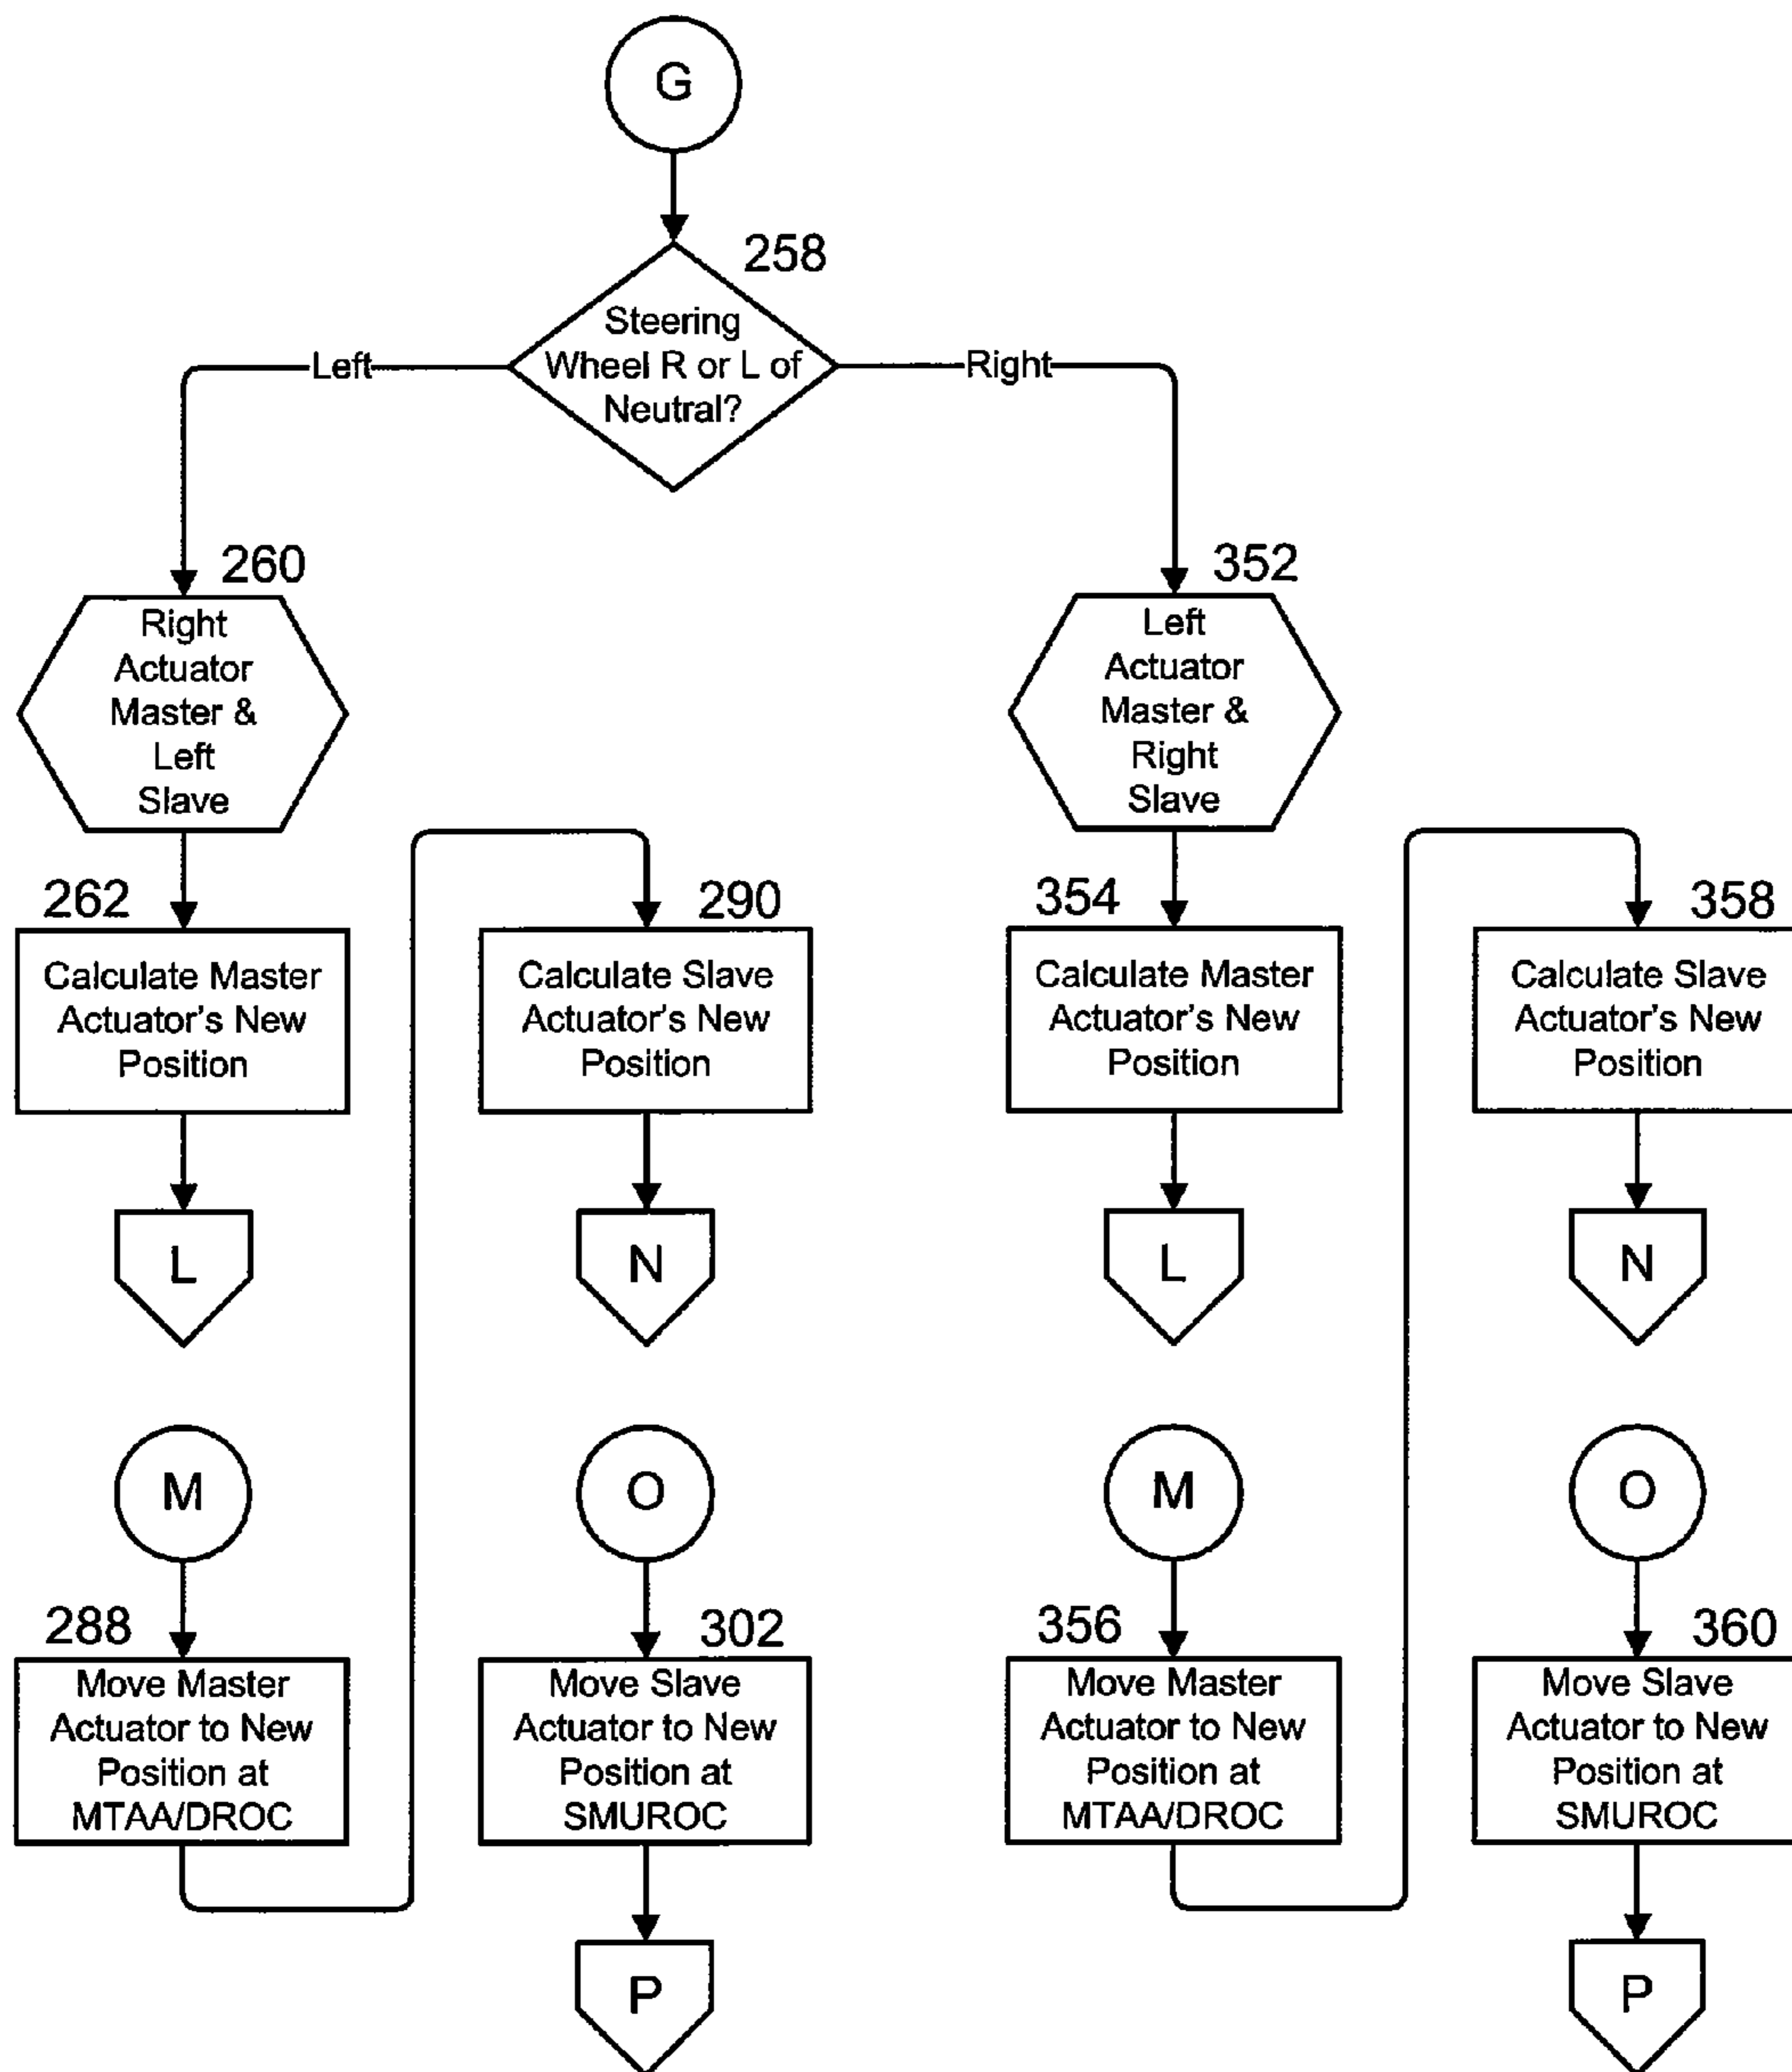 G
258
Steering
Wheel R or L of
Neutral?
Left
Right
260
Right
Actuator
Master &
Left
Slave
352
Left
Actuator
Master &
Right
Slave
262
Calculate Master
Actuator's New
Position
290
Calculate Slave
Actuator's New
Position
354
Calculate Master
Actuator's New
Position
358
Calculate Slave
Actuator's New
Position
L
N
L
N
M
O
M
O
288
Move Master
Actuator to New
Position at
MTAA/DROC
302
Move Slave
Actuator to New
Position at
SMUROC
356
Move Master
Actuator to New
Position at
MTAA/DROC
360
Move Slave
Actuator to New
Position at
SMUROC
P
P